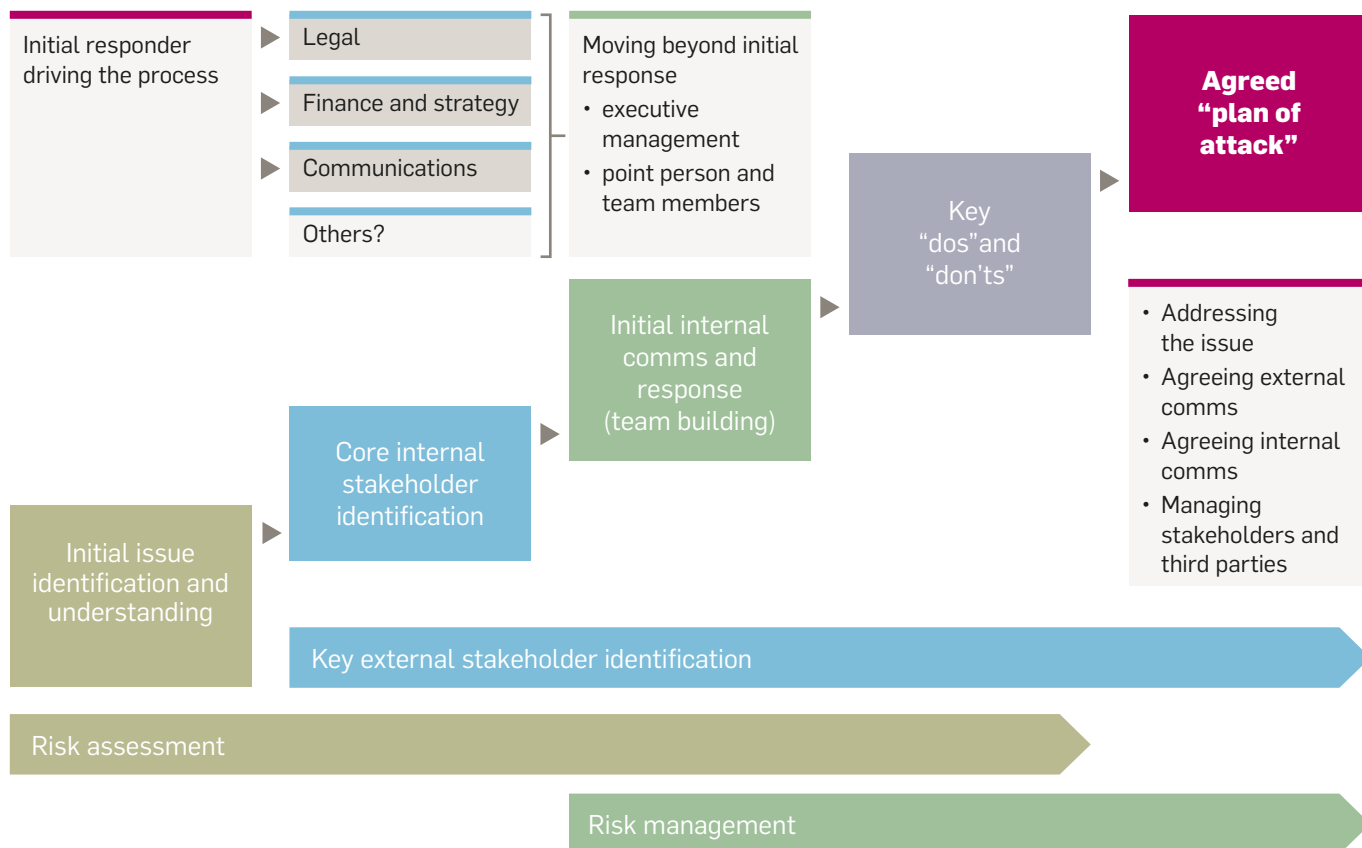 Initial responder
driving the process
Legal
Finance and strategy
Communications
Others?
Moving beyond initial
response
• executive
management
• point person and
team members
Agreed
“plan of
attack”
Key
“dos”and
“don’ts”
Initial internal
comms and
response
(team building)
Core internal
stakeholder
identification
Initial issue
identification and
understanding
• Addressing
the issue
• Agreeing external
comms
• Agreeing internal
comms
• Managing
stakeholders and
third parties
Key external stakeholder identification
Risk assessment
Risk management